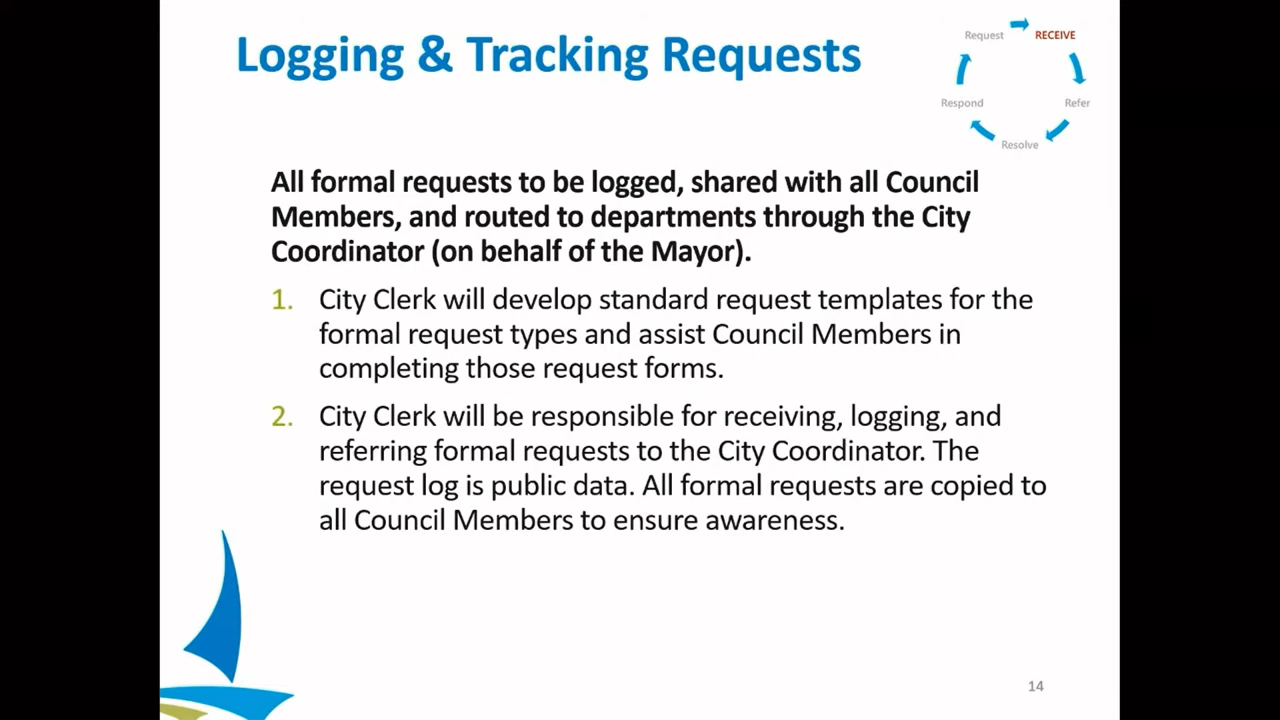 Logging & Tracking Requests
Request
RECEIVE
Respond
Refer
Resolve
All formal requests to be logged, shared with all Council
Members, and routed to departments through the City
Coordinator (on behalf of the Mayor).
1. City Clerk will develop standard request templates for the
formal request types and assist Council Members in
completing those request forms.
2. City Clerk will be responsible for receiving, logging, and
referring formal requests to the City Coordinator. The
request log is public data. All formal requests are copied to
all Council Members to ensure awareness.
14